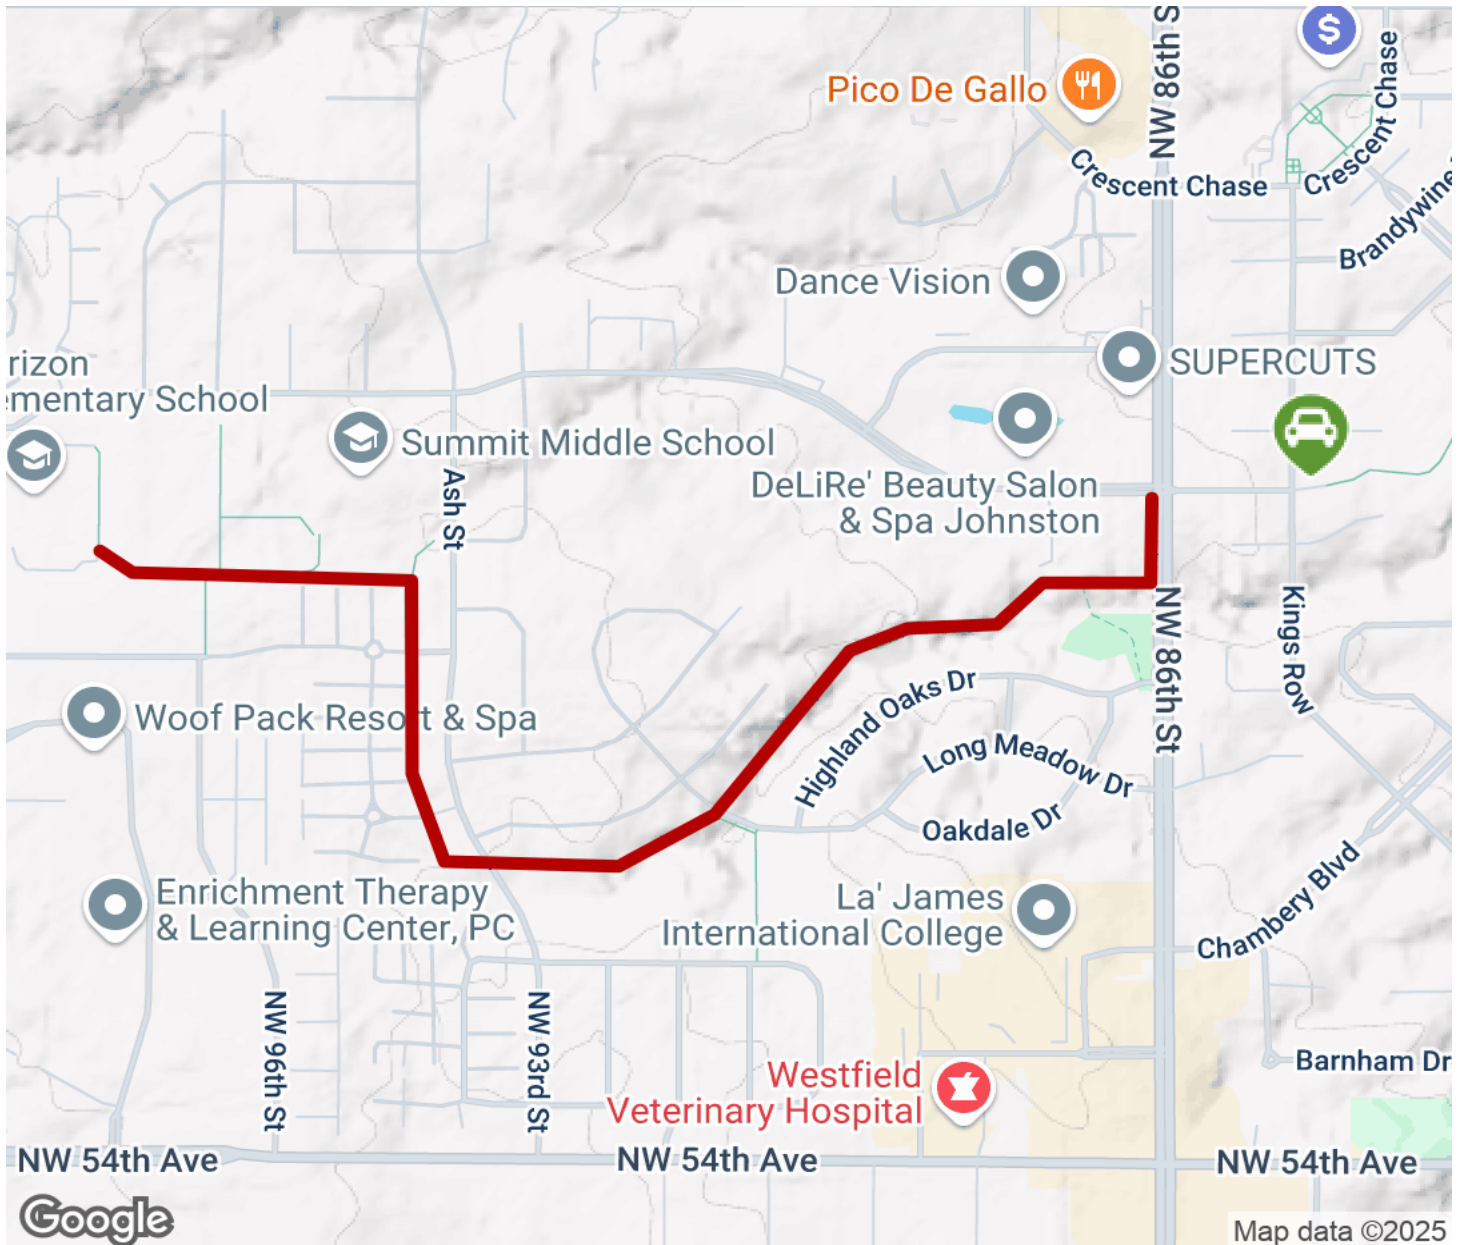 NW 86th S
Pico De Gallo
Crescent Chase
Crescent Chase
Brandywine
Dance Vision
SUPERCUTS
rizon
ementary School
Summit Middle School
Ash St
DeLiRe' Beauty Salon
& Spa Johnston
NW 86th St
Kings Row
Woof Pack Resort & Spa
Highland Oaks Dr
Long Meadow Dr
Oakdale Dr
Chambery Blvd
Enrichment Therapy
& Learning Center, PC
La' James
International College
NW 96th St
NW 93rd St
Barnham Dr
Westfield
Veterinary Hospital
NW 54th Ave
NW 54th Ave
NW 54th Ave
Google
Map data ©2025